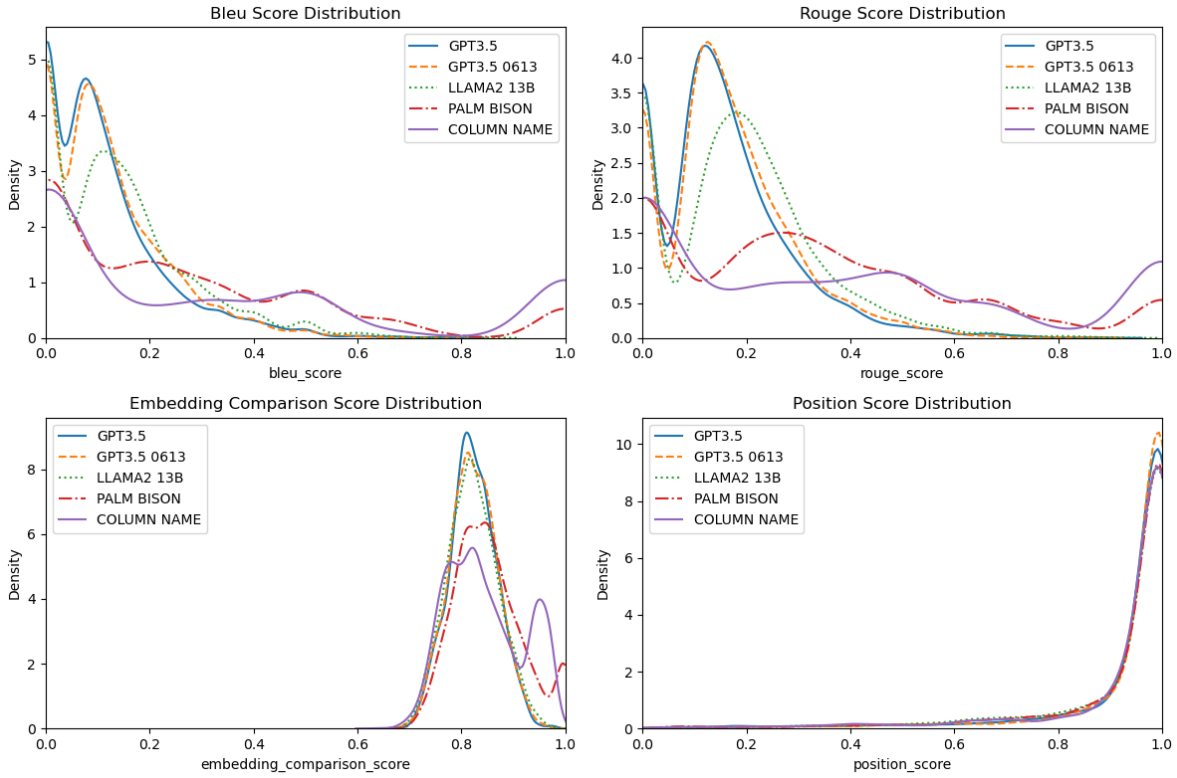 Bleu Score Distribution
5
4
3
2
1
0
Density
0.0 0.2 0.4 0.6 0.8 1.0
bleu_score
GPT3.5
GPT3.5 0613
LLAMA2 13B
PALM BISON
COLUMN NAME
Rouge Score Distribution
4.0
3.5
3.0
2.5
2.0
1.5
1.0
0.5
0.0
Density
0.0 0.2 0.4 0.6 0.8 1.0
rouge_score
GPT3.5
GPT3.5 0613
LLAMA2 13B
PALM BISON
COLUMN NAME
Embedding Comparison Score Distribution
8
6
4
2
0
Density
0.0 0.2 0.4 0.6 0.8 1.0
embedding_comparison_score
GPT3.5
GPT3.5 0613
LLAMA2 13B
PALM BISON
COLUMN NAME
Position Score Distribution
10
8
6
4
2
0
Density
0.0 0.2 0.4 0.6 0.8 1.0
position_score
GPT3.5
GPT3.5 0613
LLAMA2 13B
PALM BISON
COLUMN NAME